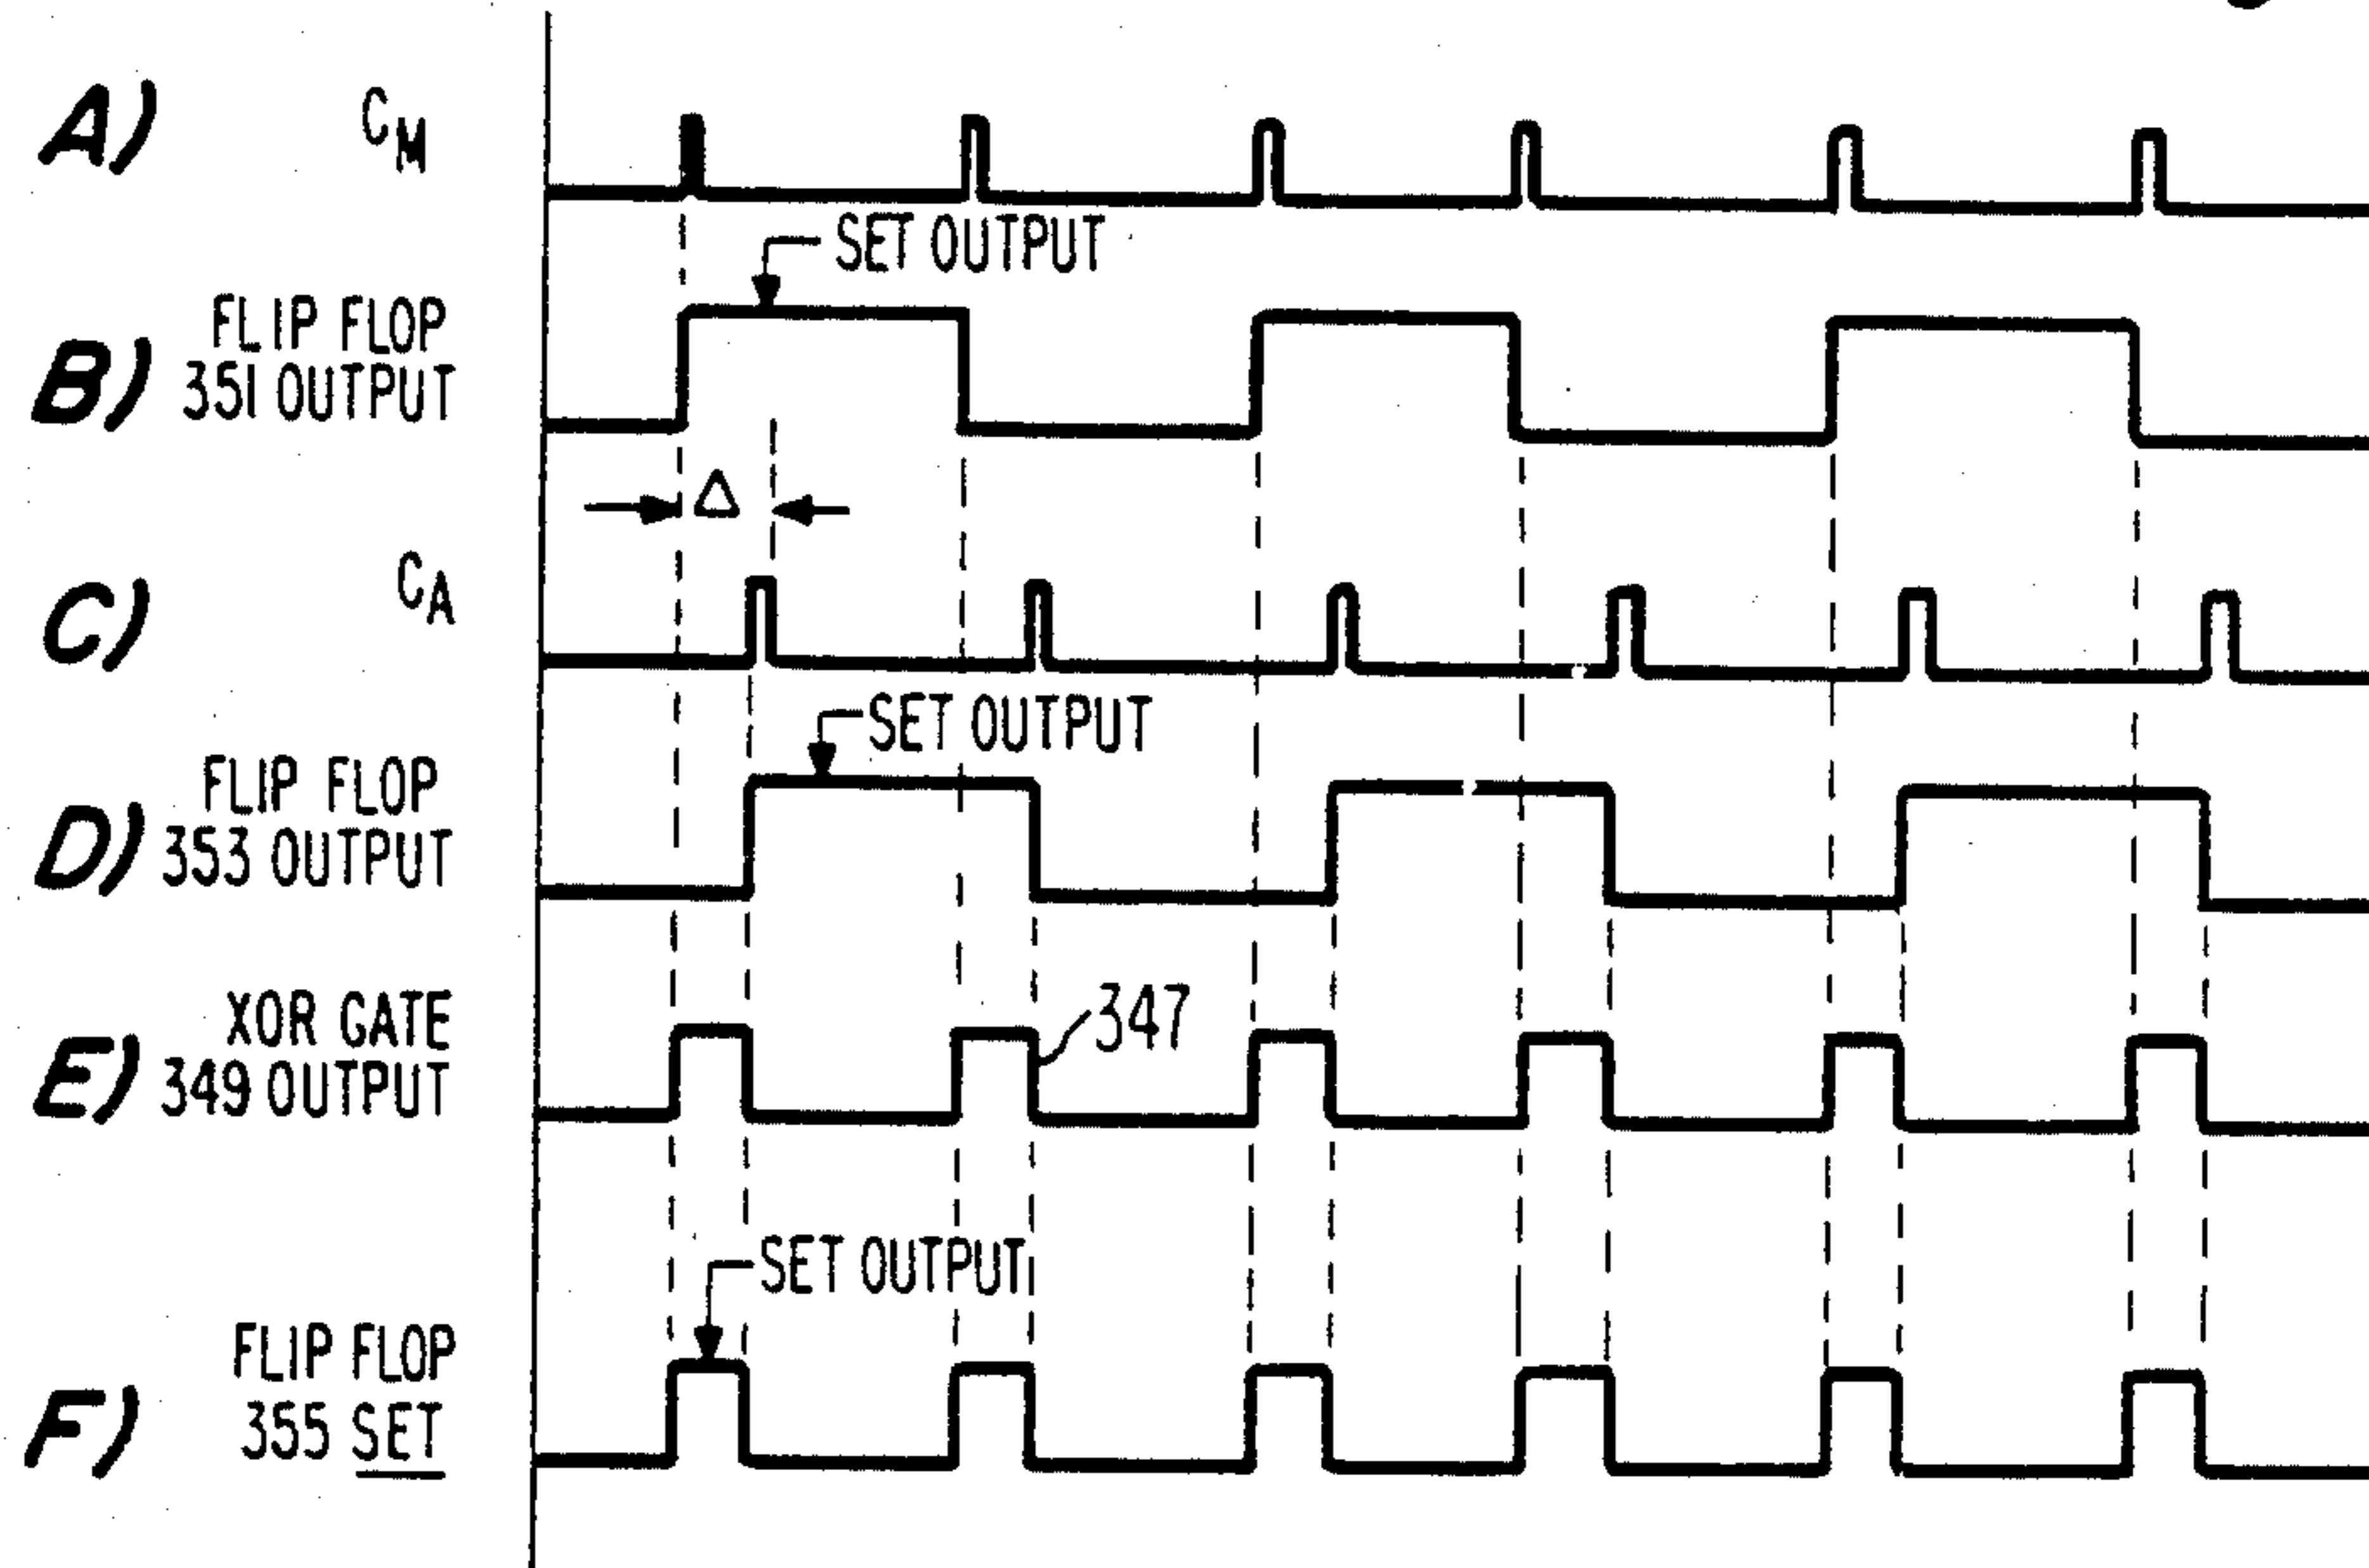 A) C_M
SET OUTPUT
B) FLIP FLOP
351 OUTPUT
Δ
C) C_A
SET OUTPUT
D) FLIP FLOP
353 OUTPUT
E) XOR GATE
349 OUTPUT
347
SET OUTPUT
F) FLIP FLOP
355 SET